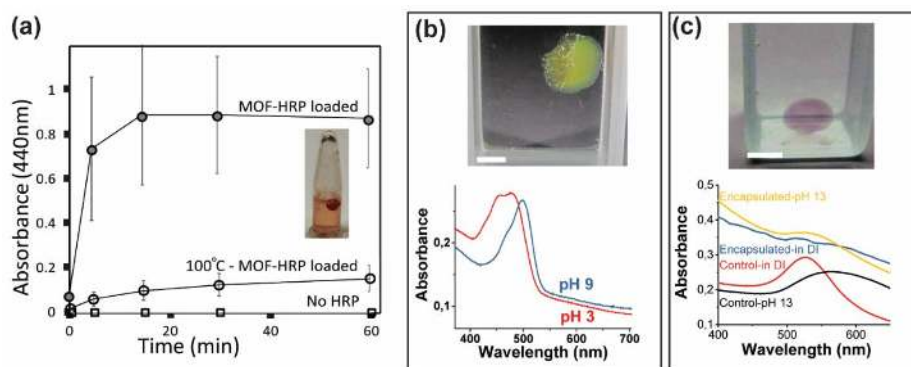 (a)
Absorbance (440nm)
1
0.8
0.6
0.4
0.2
0
MOF-HRP loaded
100°C - MOF-HRP loaded
No HRP
0 20 40 60
Time (min)
(b)
Absorbance
0,2
0,1
pH 9
pH 3
400 500 600 700
Wavelength (nm)
(c)
Absorbance
0,5
0,4
0,3
0,2
0,1
Encapsulated-pH 13
Encapsulated-in DI
Control-in DI
Control-pH 13
400 500 600
Wavelength (nm)